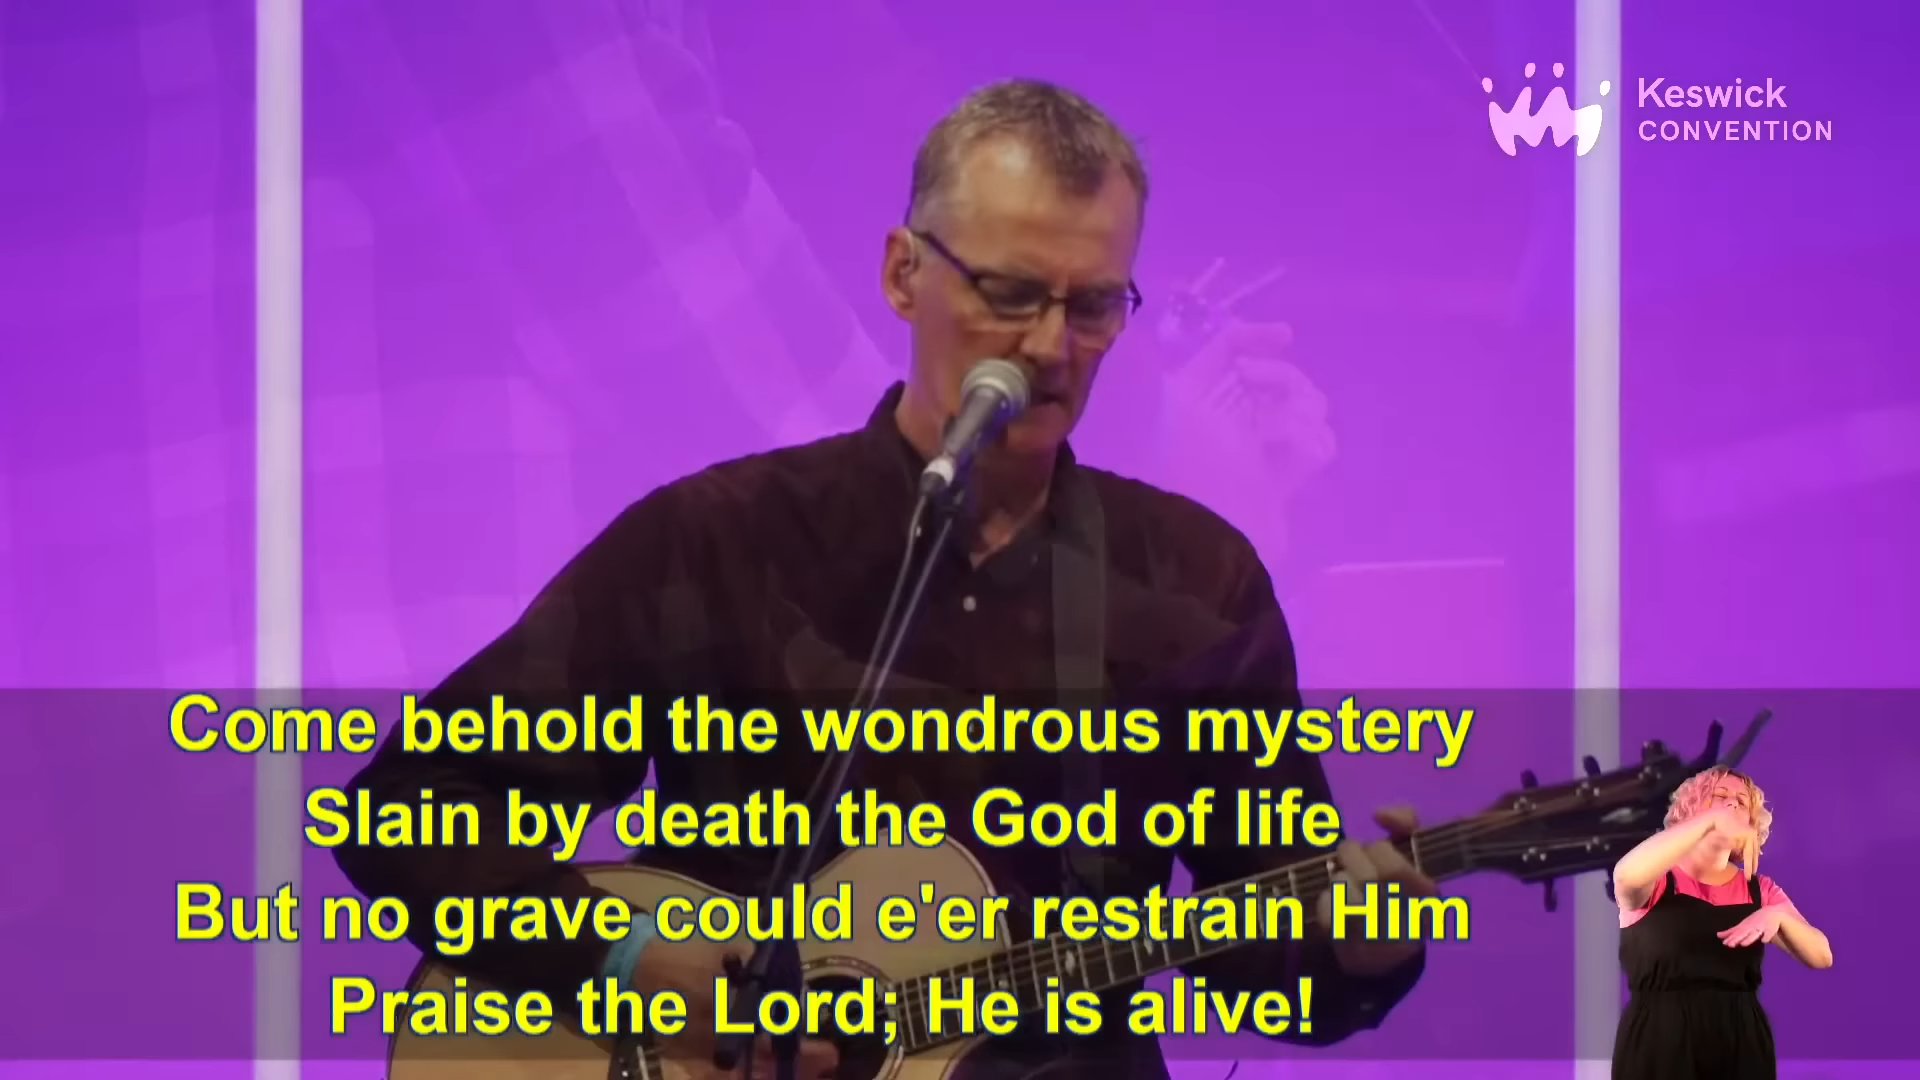 Keswick
CONVENTION
Come behold the wondrous mystery
Slain by death the God of life
But no grave could e'er restrain Him
Praise the Lord; He is alive!